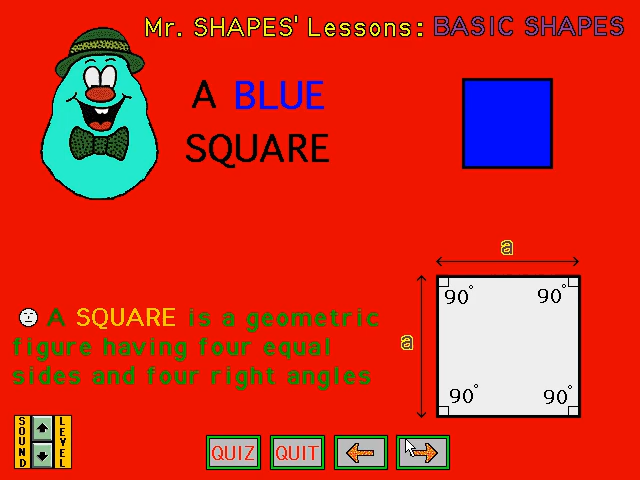 Mr. SHAPES' Lessons: BASIC SHAPES
A BLUE
SQUARE
a
90°
90°
a
90°
90°
A SQUARE is a geometric
figure having four equal
sides and four right angles
SOUND
LEVEL
QUIZ
QUIT